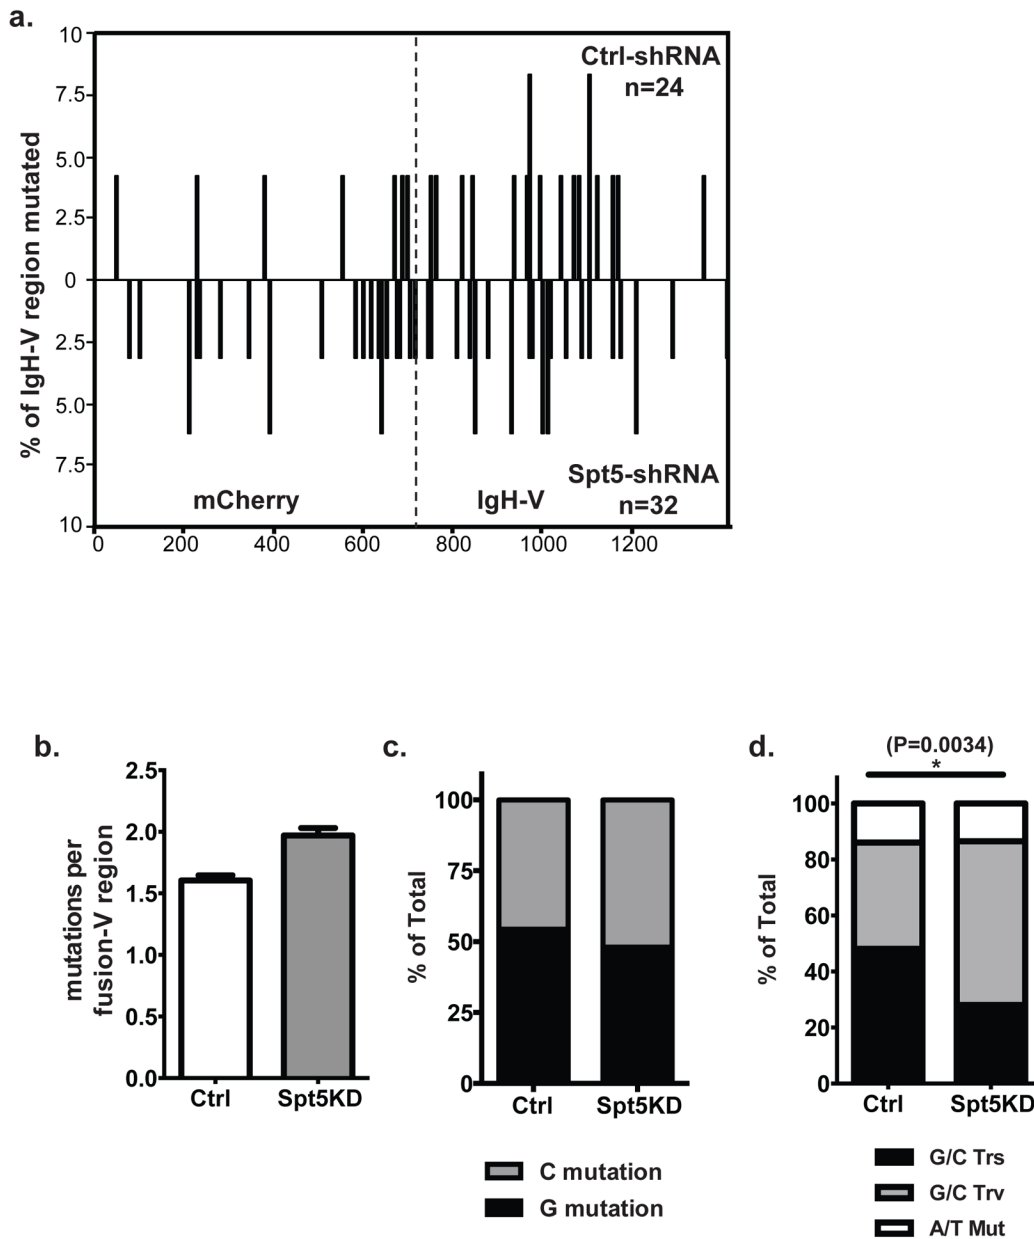 a.
% of IgH-V region mutated
10
7.5
5.0
2.5
0
2.5
5.0
7.5
10
Ctrl-shRNA
n=24
Spt5-shRNA
n=32
mCherry
IgH-V
0 200 400 600 800 1000 1200
b.
mutations per
fusion-V region
2.5
2.0
1.5
1.0
0.5
0.0
Ctrl Spt5KD
c.
% of Total
100
75
50
25
0
Ctrl Spt5KD
C mutation
G mutation
d.
(P=0.0034)
*
% of Total
100
80
60
40
20
0
Ctrl Spt5KD
G/C Trs
G/C Trv
A/T Mut